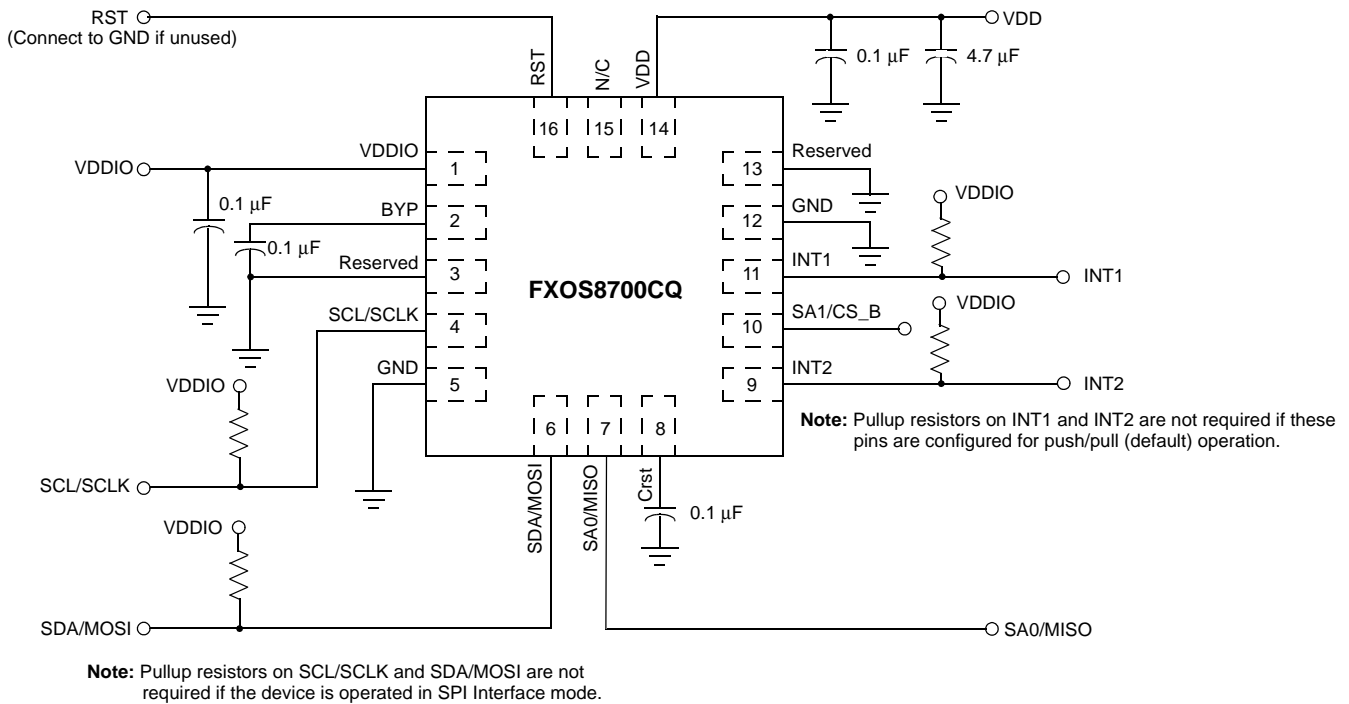 RST
(Connect to GND if unused)
VDD
0.1 μF
4.7 μF
RST
N/C
VDD
16
15
14
VDDIO
VDDIO
1
13
Reserved
0.1 μF
BYP
2
12
GND
VDDIO
0.1 μF
Reserved
3
FXOS8700CQ
11
INT1
INT1
SCL/SCLK
4
10
SA1/CS_B
VDDIO
GND
5
9
INT2
INT2
VDDIO
6
7
8
Note: Pullup resistors on INT1 and INT2 are not required if these
pins are configured for push/pull (default) operation.
SCL/SCLK
SDA/MOSI
SA0/MISO
Crst
0.1 μF
VDDIO
SDA/MOSI
SA0/MISO
Note: Pullup resistors on SCL/SCLK and SDA/MOSI are not
required if the device is operated in SPI Interface mode.